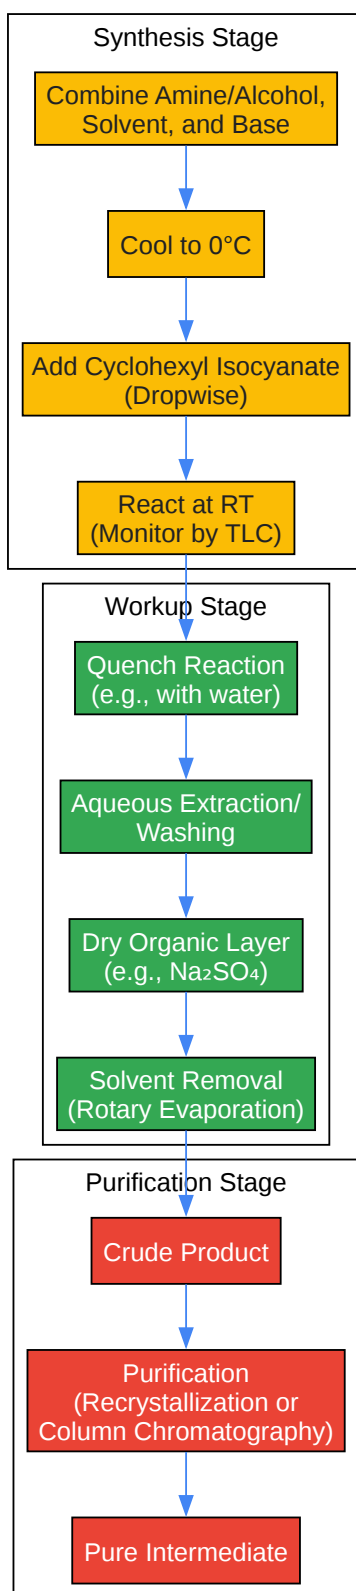 Synthesis Stage
Combine Amine/Alcohol,
Solvent, and Base
Cool to 0°C
Add Cyclohexyl Isocyanate
(Dropwise)
React at RT
(Monitor by TLC)
Workup Stage
Quench Reaction
(e.g., with water)
Aqueous Extraction/
Washing
Dry Organic Layer
(e.g., Na₂SO₄)
Solvent Removal
(Rotary Evaporation)
Purification Stage
Crude Product
Purification
(Recrystallization or
Column Chromatography)
Pure Intermediate